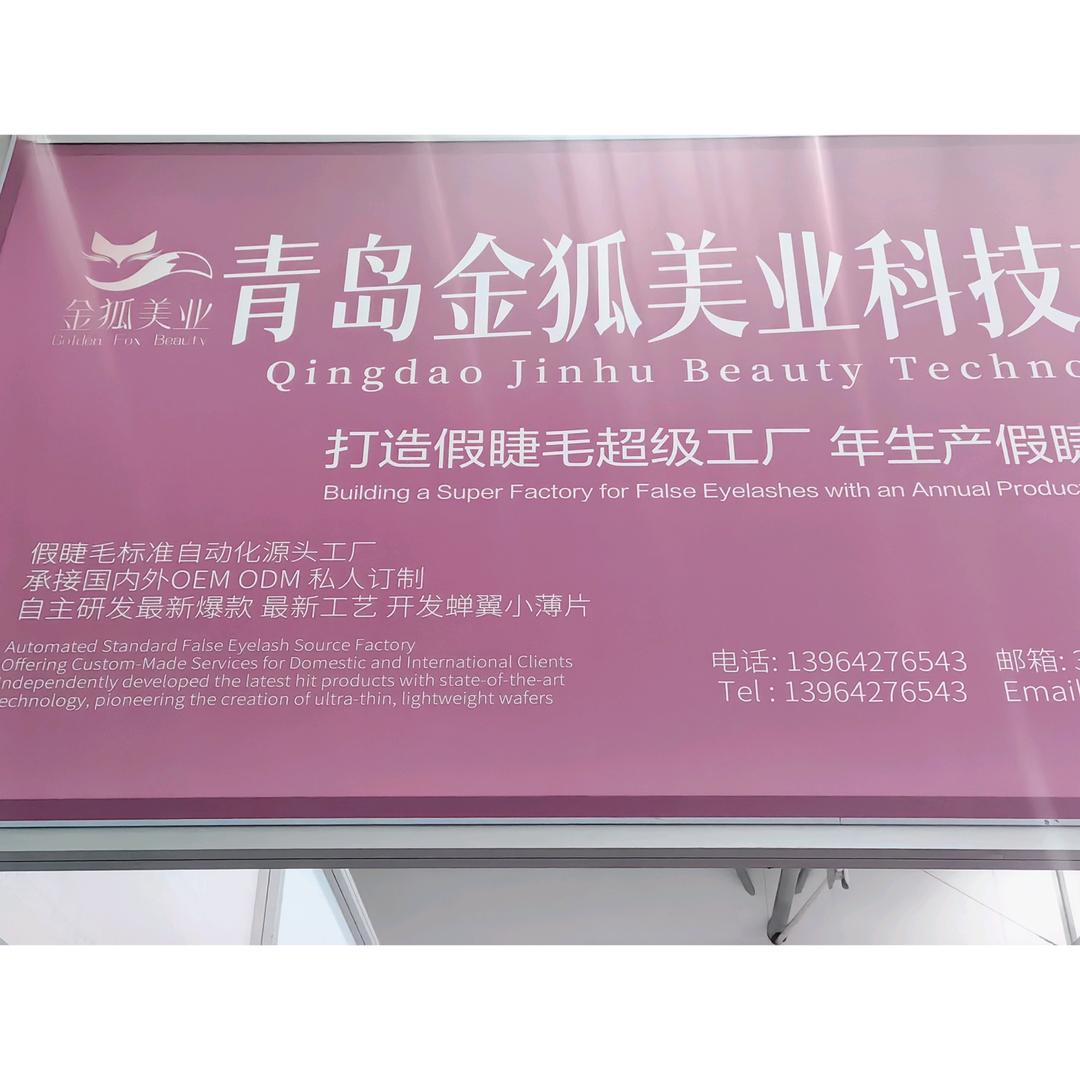 金狐美业
Golden Fox Beauty
青岛金狐美业科技
Qingdao Jinhu Beauty Techno
打造假睫毛超级工厂 年生产假睫
Building a Super Factory for False Eyelashes with an Annual Produc
假睫毛标准自动化源头工厂
承接国内外OEM ODM 私人订制
自主研发最新爆款 最新工艺 开发蝉翼小薄片
Automated Standard False Eyelash Source Factory
Offering Custom-Made Services for Domestic and International Clients
Independently developed the latest hit products with state-of-the-art
echnology, pioneering the creation of ultra-thin, lightweight wafers
电话: 13964276543 邮箱: 3
Tel : 13964276543 Email